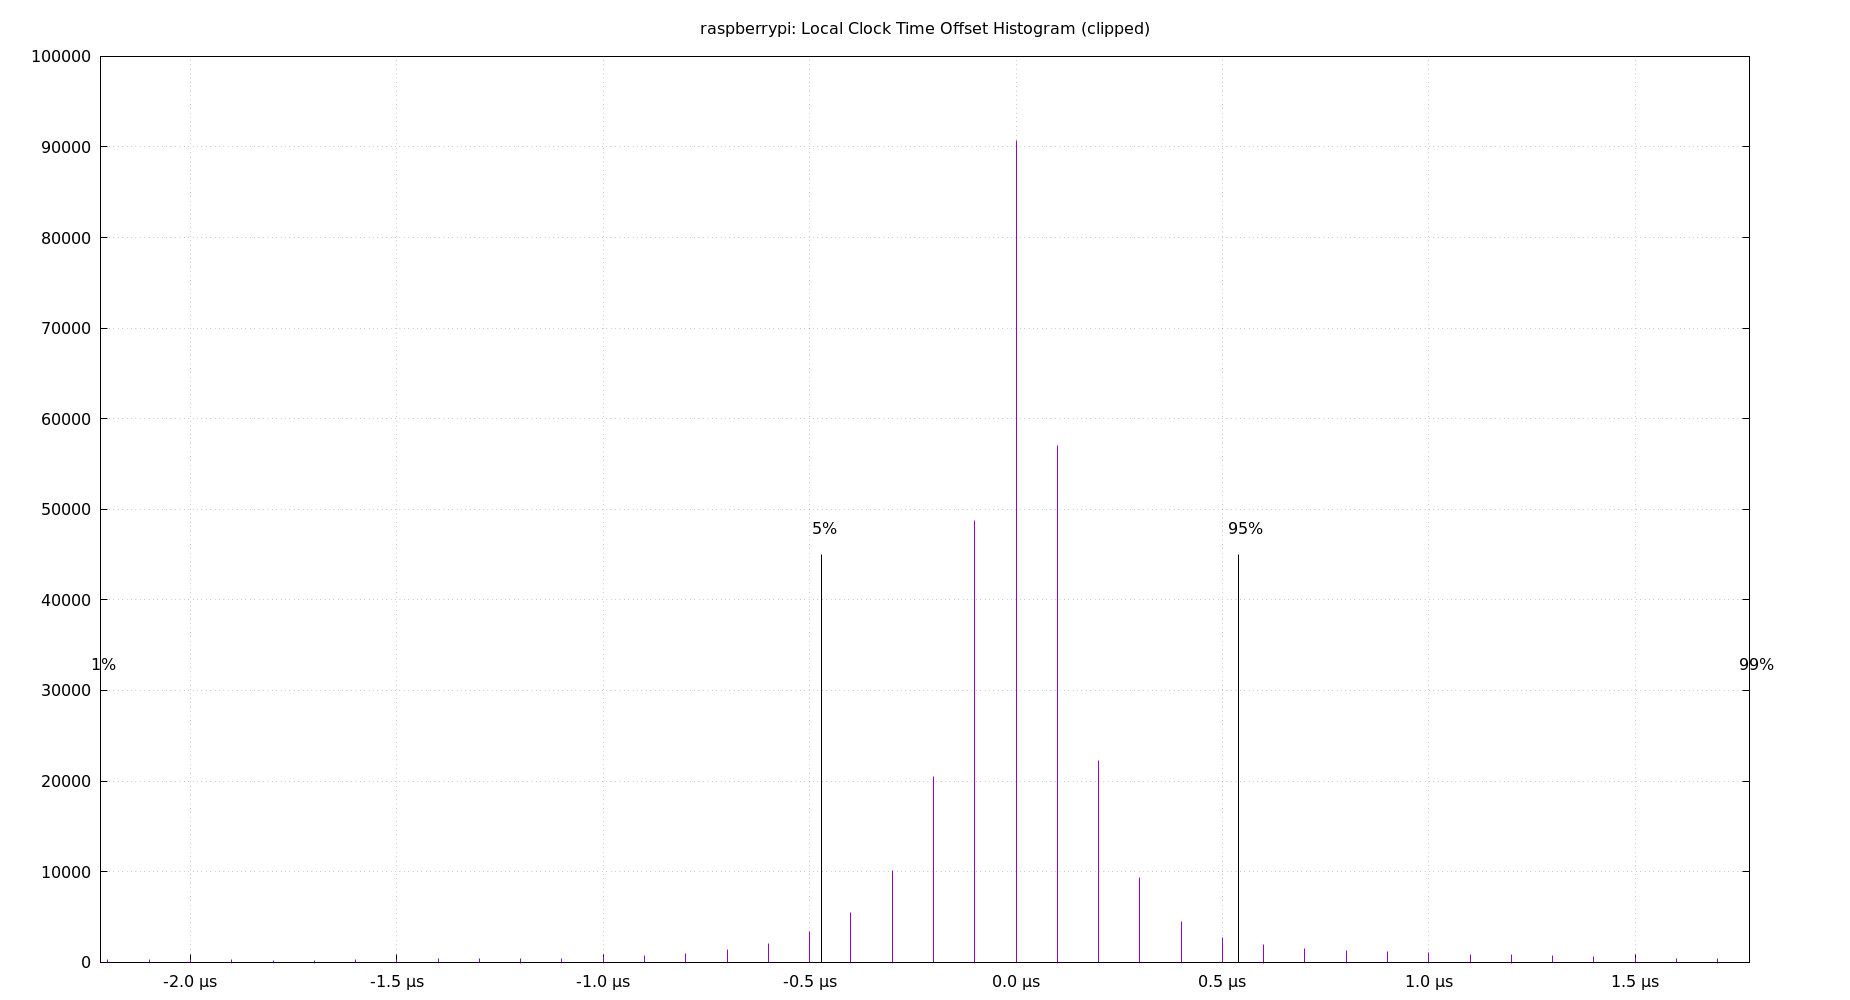 raspberrypi: Local Clock Time Offset Histogram (clipped)
100000
90000
80000
70000
60000
50000
5%
95%
40000
1%
99%
30000
20000
10000
0
-2.0 μs
-1.5 μs
-1.0 μs
-0.5 μs
0.0 μs
0.5 μs
1.0 μs
1.5 μs